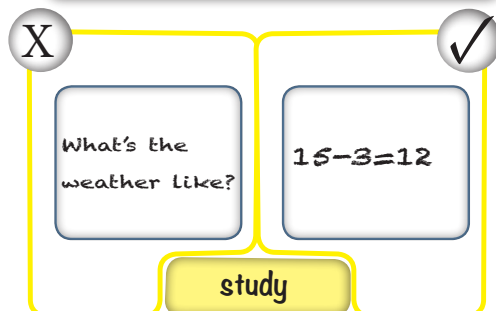 X
✓
What's the
weather like?
15-3=12
study